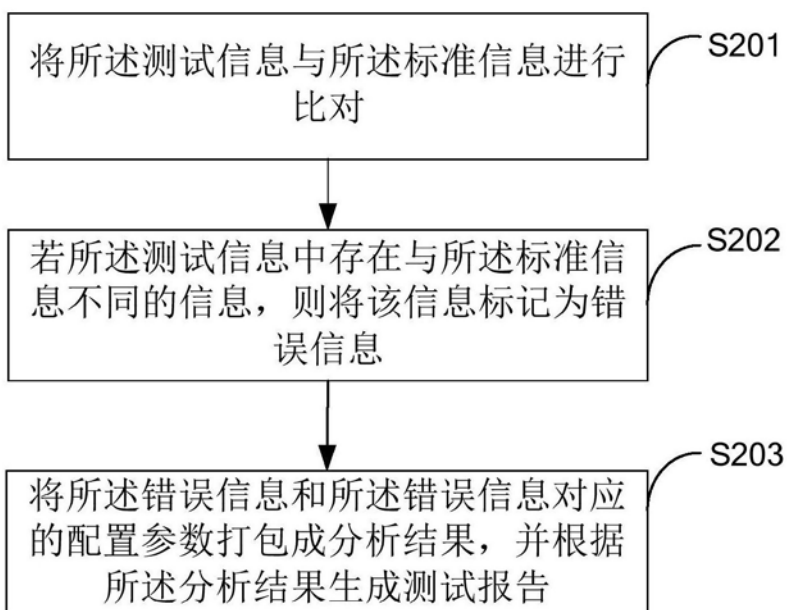 将所述测试信息与所述标准信息进行
比对
S201
若所述测试信息中存在与所述标准信
息不同的信息，则将该信息标记为错
误信息
S202
将所述错误信息和所述错误信息对应
的配置参数打包成分析结果，并根据
所述分析结果生成测试报告
S203